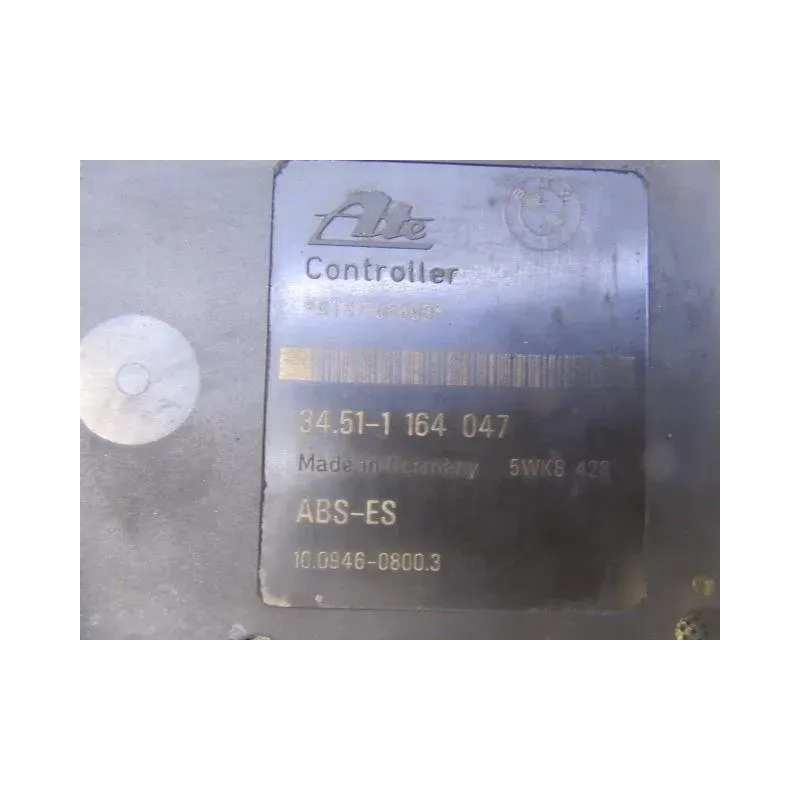 Ate
Controller
34.51-1 164 047
Made in Germany 5WK8 428
ABS-ES
10.0946-0800.3